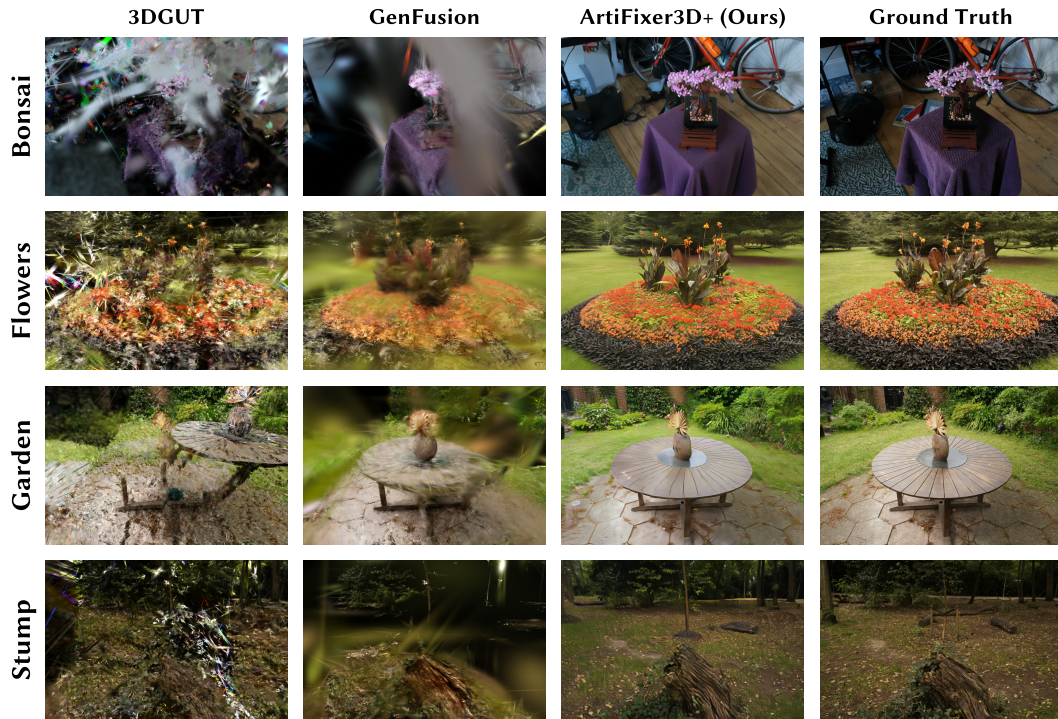 3DGUT GenFusion ArtiFixer3D+ (Ours) Ground Truth
Bonsai
Flowers
Garden
Stump